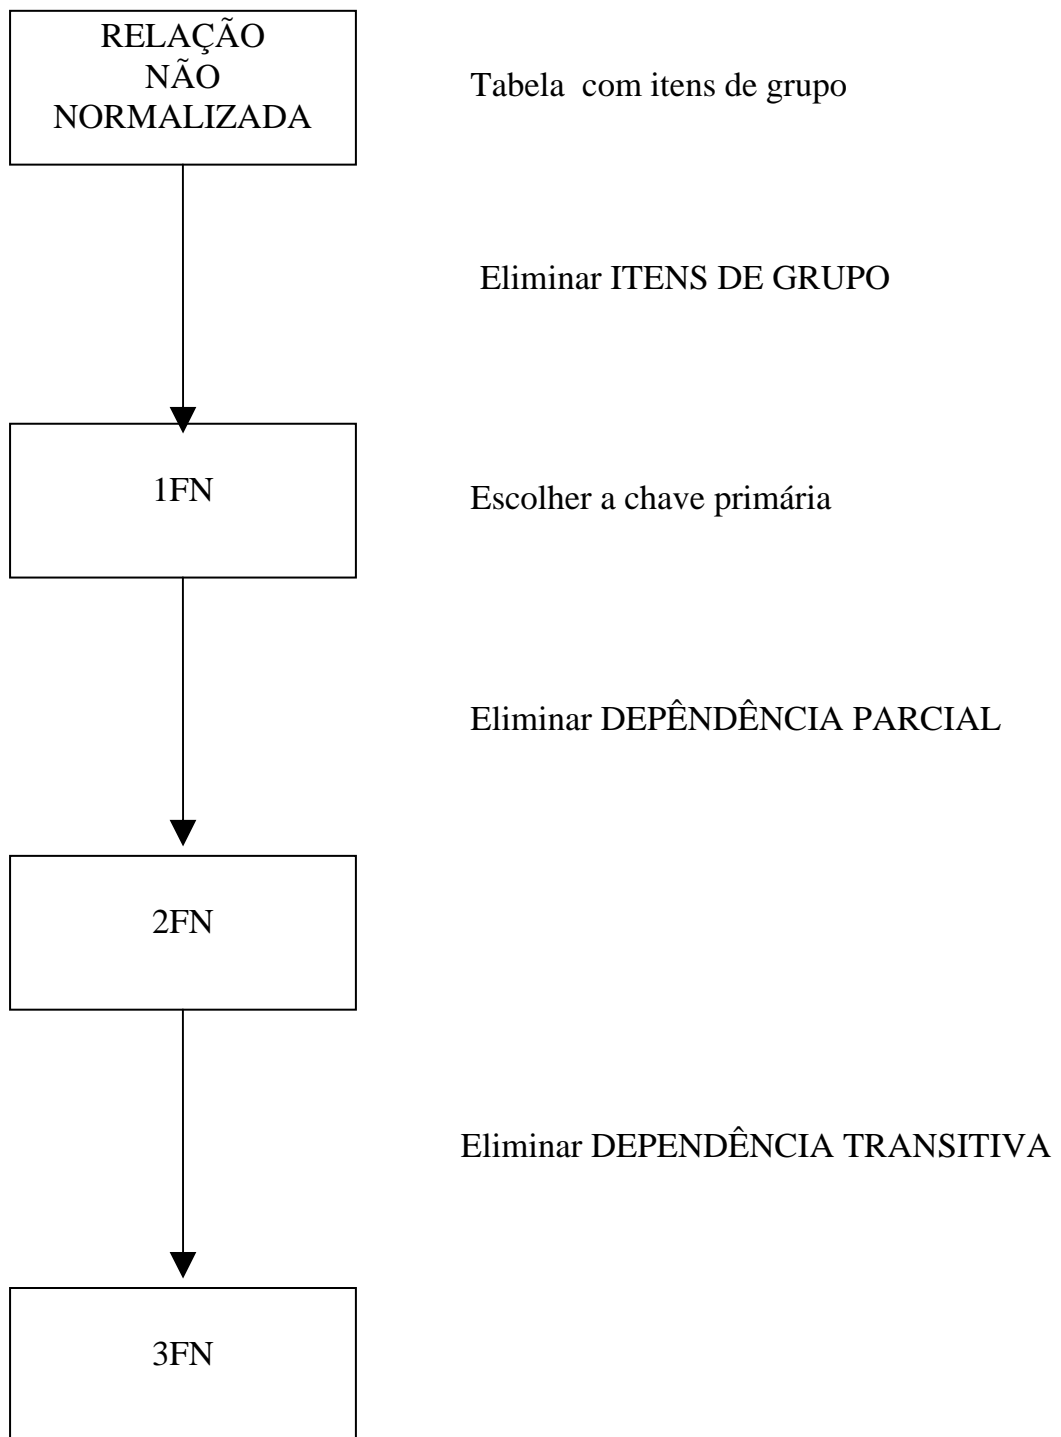 RELAÇÃO
NÃO
NORMALIZADA
Tabela com itens de grupo
Eliminar ITENS DE GRUPO
1FN
Escolher a chave primária
Eliminar DEPÊNDÊNCIA PARCIAL
2FN
Eliminar DEPENDÊNCIA TRANSITIVA
3FN